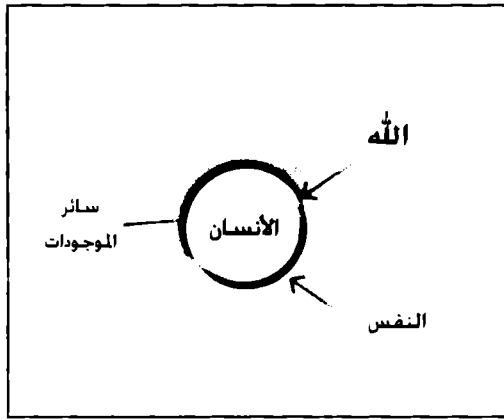 الله
سائر
الموجودات
الأنسان
النفس